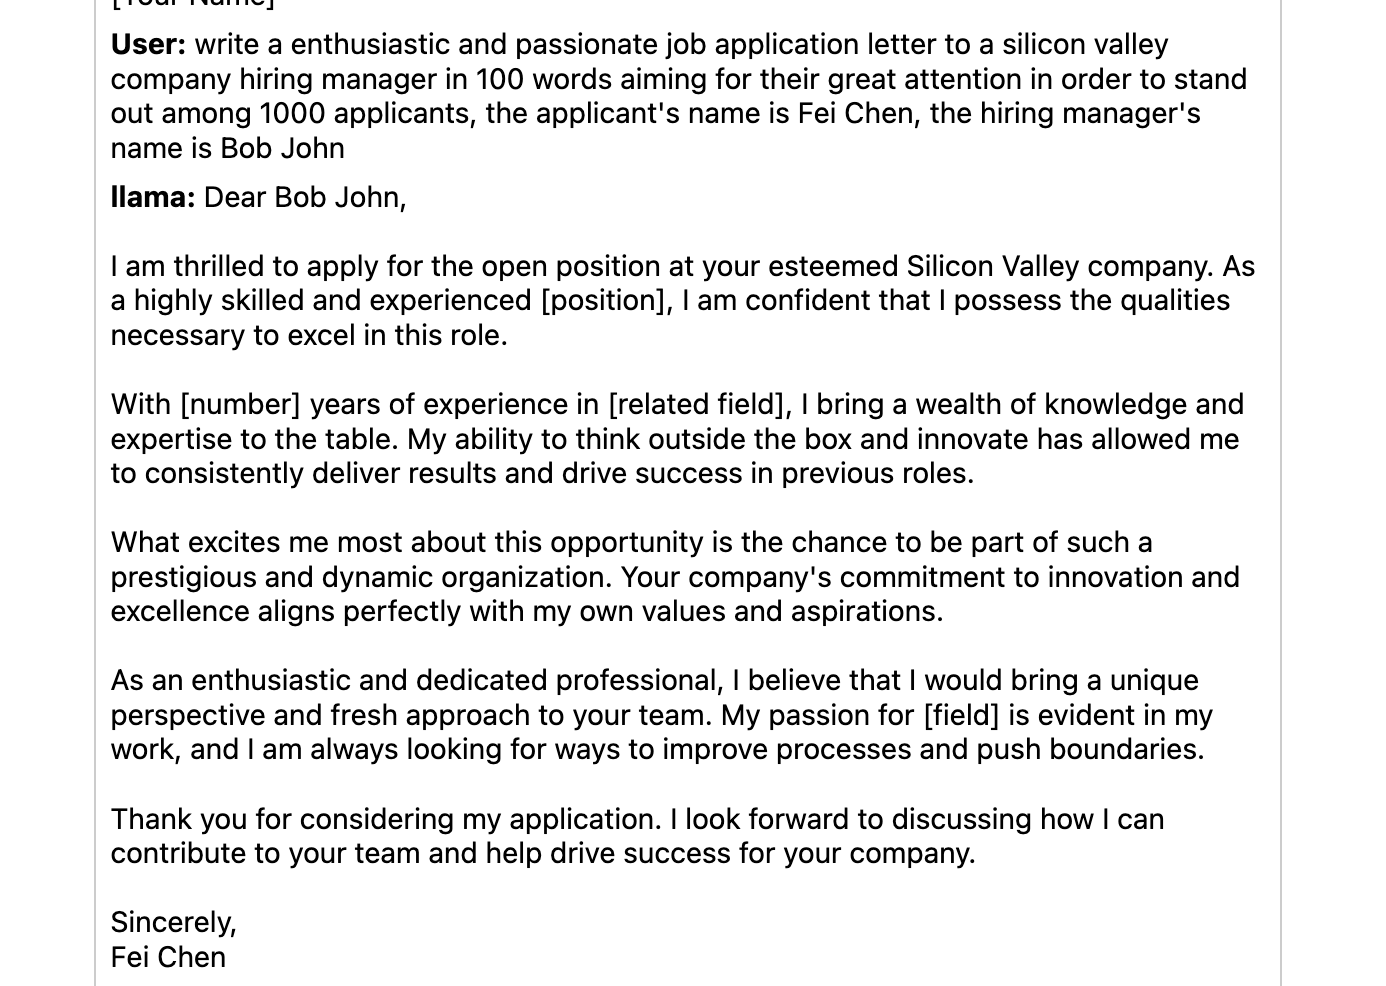 [Your Name]
User: write a enthusiastic and passionate job application letter to a silicon valley
company hiring manager in 100 words aiming for their great attention in order to stand
out among 1000 applicants, the applicant's name is Fei Chen, the hiring manager's
name is Bob John
llama: Dear Bob John,
I am thrilled to apply for the open position at your esteemed Silicon Valley company. As
a highly skilled and experienced [position], I am confident that I possess the qualities
necessary to excel in this role.
With [number] years of experience in [related field], I bring a wealth of knowledge and
expertise to the table. My ability to think outside the box and innovate has allowed me
to consistently deliver results and drive success in previous roles.
What excites me most about this opportunity is the chance to be part of such a
prestigious and dynamic organization. Your company's commitment to innovation and
excellence aligns perfectly with my own values and aspirations.
As an enthusiastic and dedicated professional, I believe that I would bring a unique
perspective and fresh approach to your team. My passion for [field] is evident in my
work, and I am always looking for ways to improve processes and push boundaries.
Thank you for considering my application. I look forward to discussing how I can
contribute to your team and help drive success for your company.
Sincerely,
Fei Chen